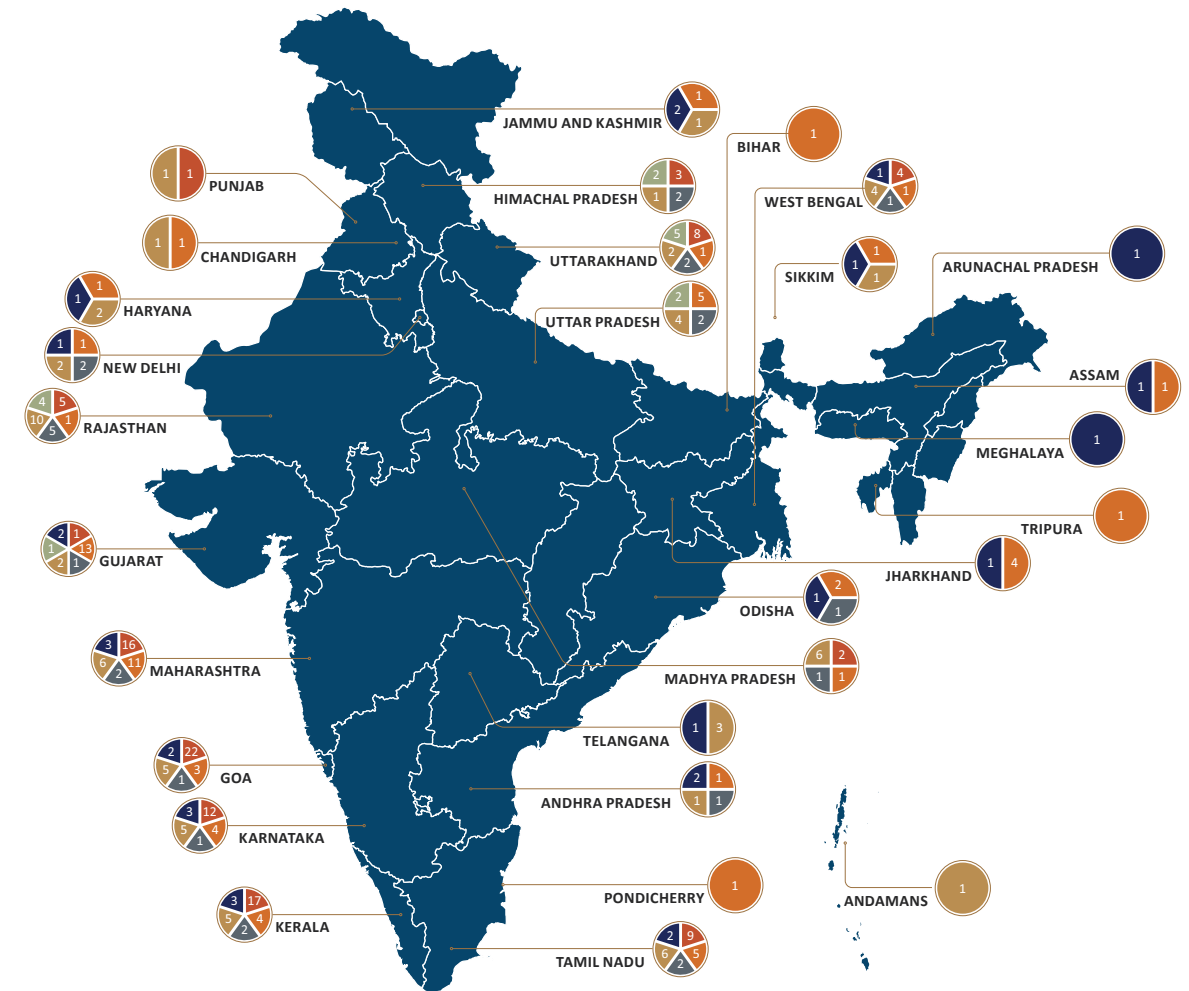 1
2
1
JAMMU AND KASHMIR
1
BIHAR
1 1
PUNJAB
2 3
1 2
HIMACHAL PRADESH
1 4
4 1
1
WEST BENGAL
1 1
CHANDIGARH
5 8
2 1
2
UTTARAKHAND
1
1
1
SIKKIM
1
ARUNACHAL PRADESH
1
1
2
HARYANA
2 5
4 2
UTTAR PRADESH
1 1
2 2
NEW DELHI
1 1
ASSAM
4 5
10 1
5
RAJASTHAN
1
MEGHALAYA
1
TRIPURA
2 1
1 13
2 1
GUJARAT
1 4
JHARKHAND
2
1
1
ODISHA
3 16
6 11
2
MAHARASHTRA
6 2
1 1
MADHYA PRADESH
1 3
TELANGANA
2 22
5 3
1
GOA
2 1
1 1
ANDHRA PRADESH
3 12
5 4
1
KARNATAKA
1
PONDICHERRY
1
ANDAMANS
3 17
5 4
2
KERALA
2 9
6 5
2
TAMIL NADU